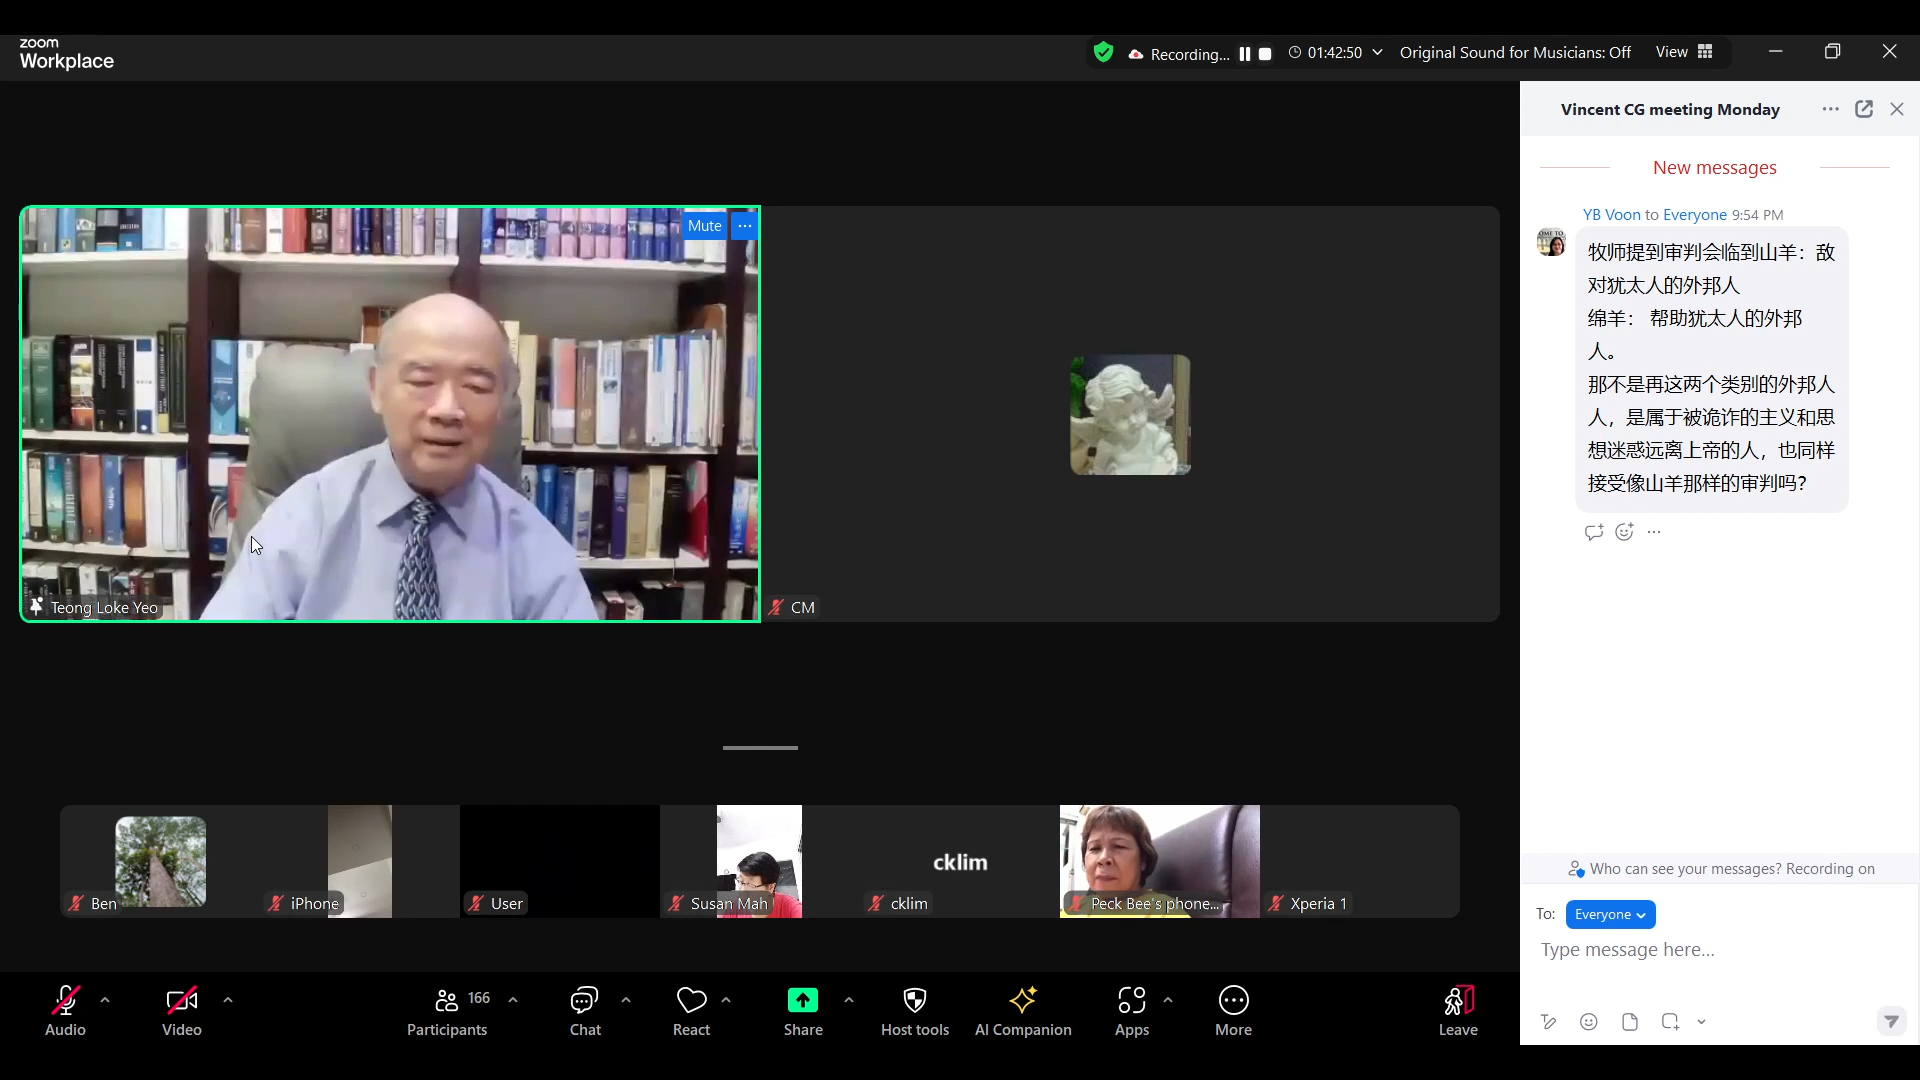 zoom
Workplace
Recording...
01:42:50
Original Sound for Musicians: Off
View
Vincent CG meeting Monday
New messages
YB Voon to Everyone 9:54 PM
牧师提到审判会临到山羊：敌
对犹太人的外邦人
绵羊： 帮助犹太人的外邦
人。
那不是再这两个类别的外邦人
人，是属于被诡诈的主义和思
想迷惑远离上帝的人，也同样
接受像山羊那样的审判吗？
Mute
Teong Loke Yeo
CM
cklim
Ben
iPhone
User
Susan Mah
cklim
Peck Bee's phone...
Xperia 1
Who can see your messages? Recording on
To: Everyone
Type message here...
Audio
Video
166
Participants
Chat
React
Share
Host tools
AI Companion
Apps
More
Leave